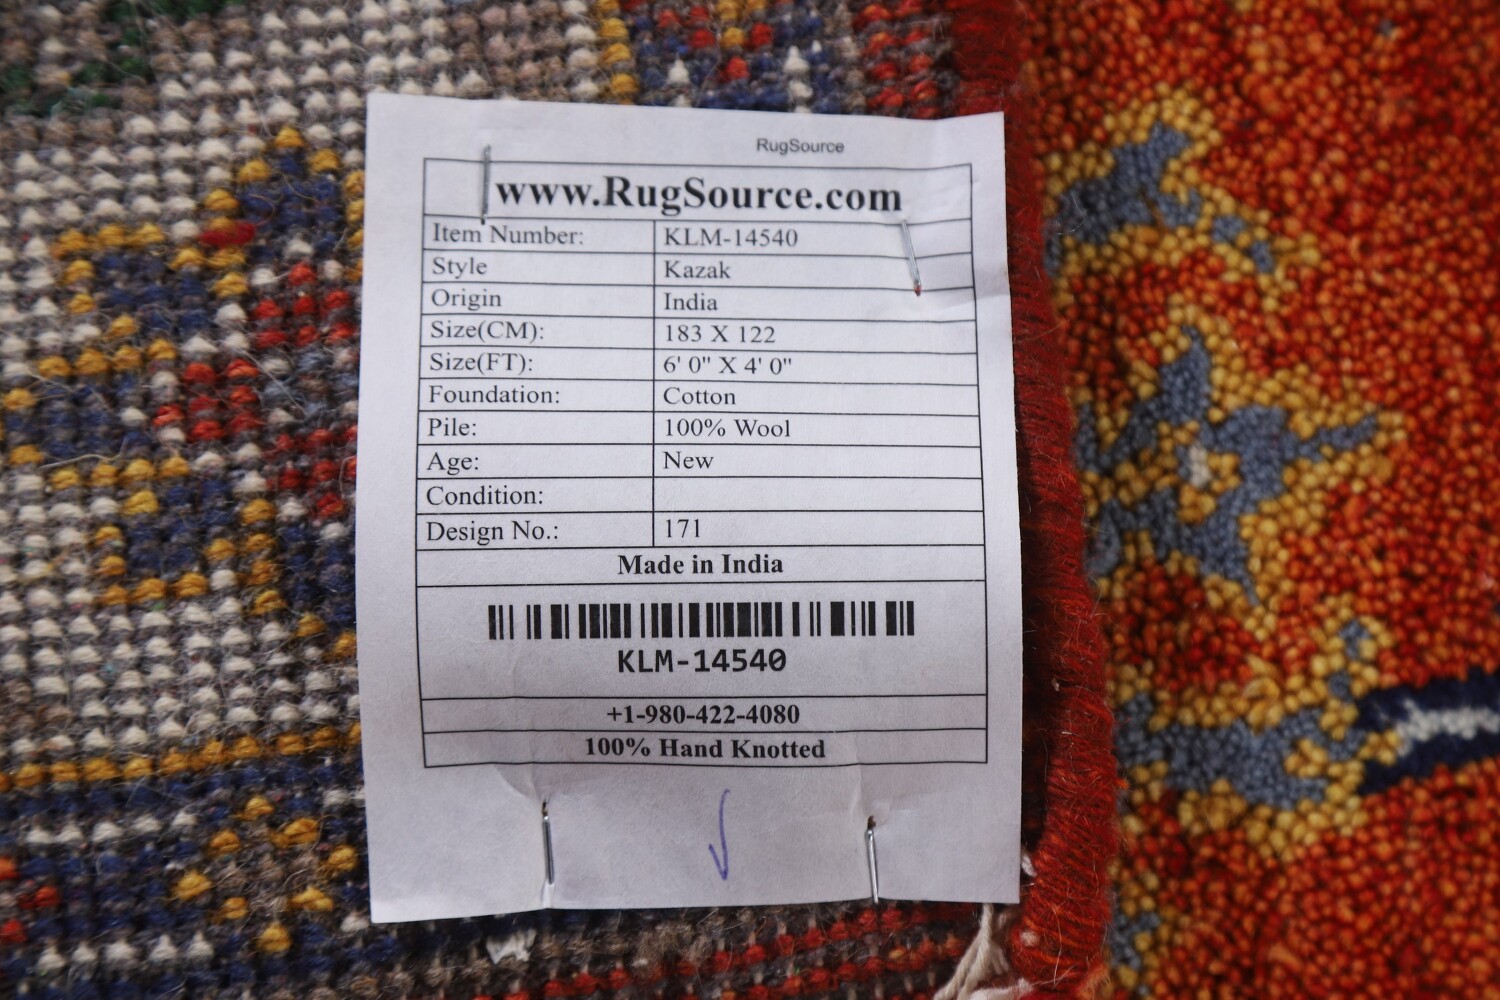 RugSource
www.RugSource.com
Item Number: KLM-14540
Style Kazak
Origin India
Size(CM): 183 X 122
Size(FT): 6' 0" X 4' 0"
Foundation: Cotton
Pile: 100% Wool
Age: New
Condition:
Design No.: 171
Made in India
KLM-14540
+1-980-422-4080
100% Hand Knotted